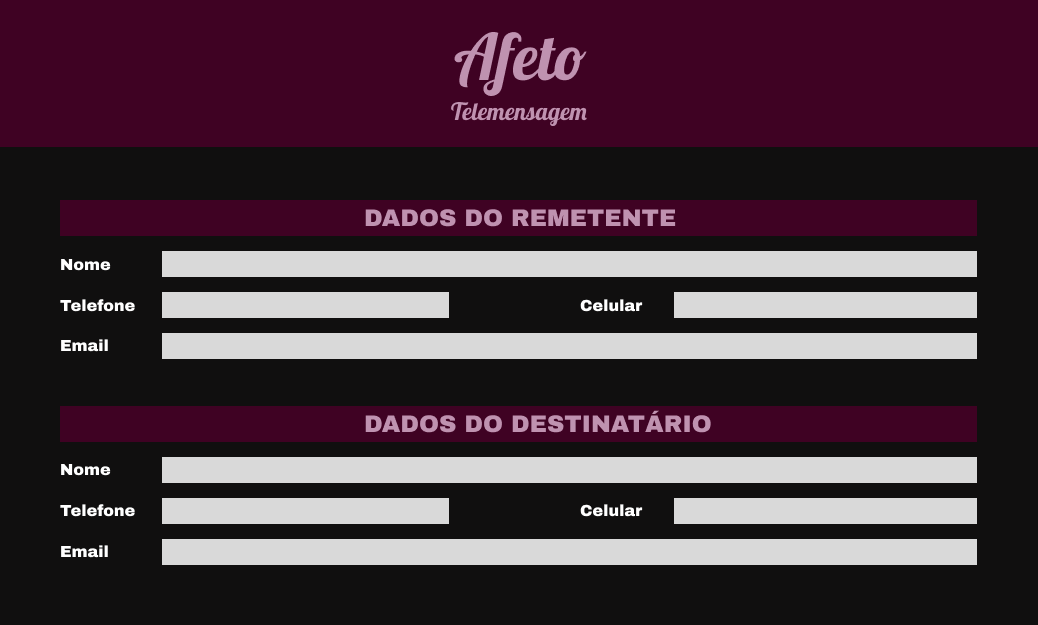 Afeto
Telemensagem
DADOS DO REMETENTE
Nome
Telefone Celular
Email
DADOS DO DESTINATÁRIO
Nome
Telefone Celular
Email